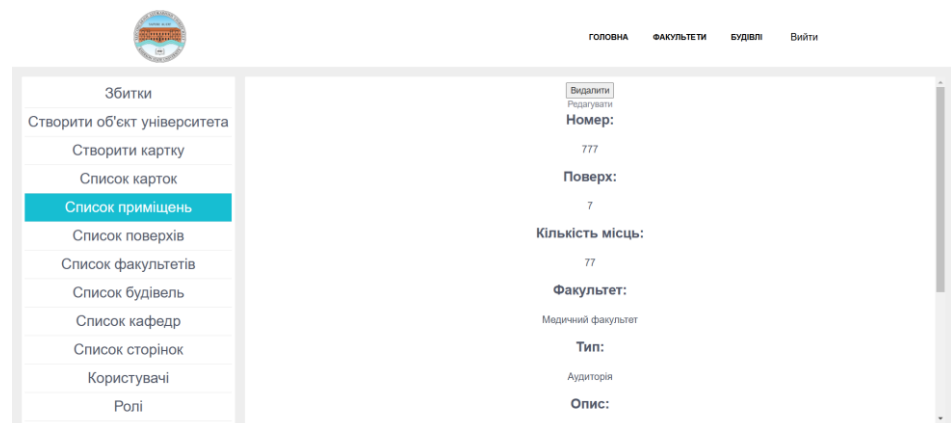 ГОЛОВНА ФАКУЛЬТЕТИ БУДІВЛІ Вийти
Збитки
Створити об'єкт університета
Створити картку
Список карток
Список приміщень
Список поверхів
Список факультетів
Список будівель
Список кафедр
Список сторінок
Користувачі
Ролі
Видалити
Редагувати
Номер:
777
Поверх:
7
Кількість місць:
77
Факультет:
Медичний факультет
Тип:
Аудиторія
Опис: